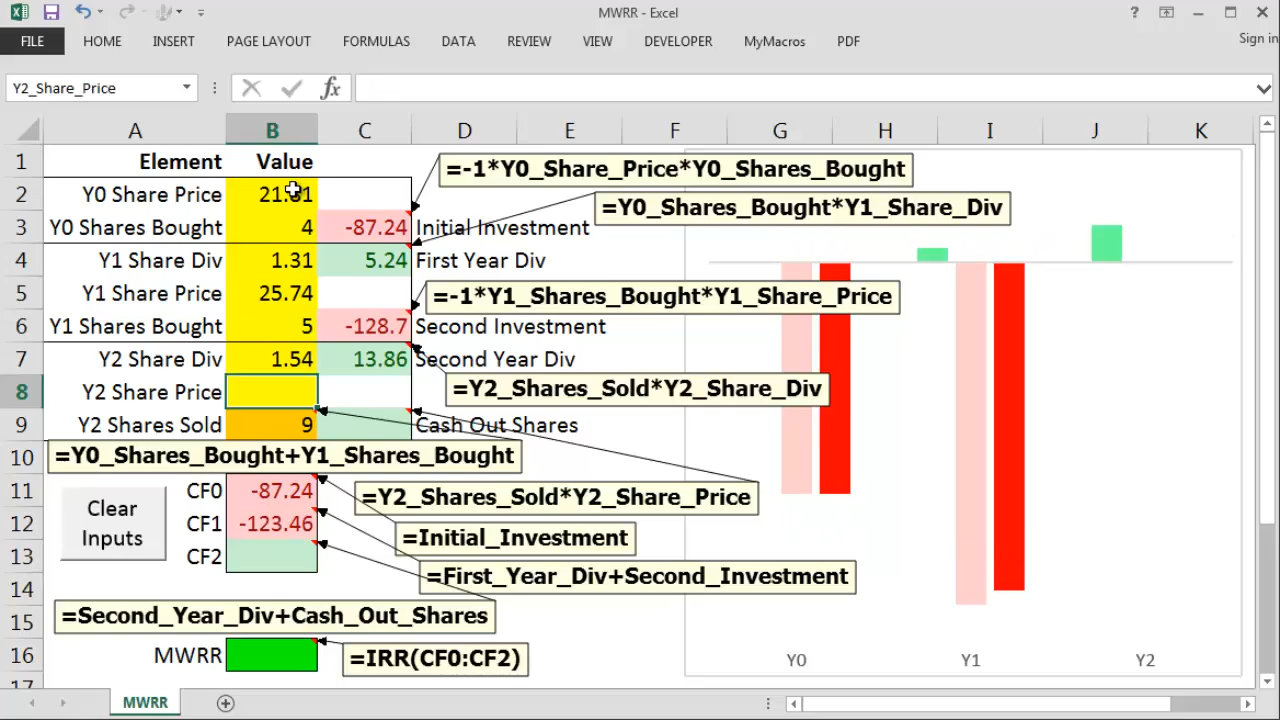 MWRR - Excel
?
Sign in
FILE HOME INSERT PAGE LAYOUT FORMULAS DATA REVIEW VIEW DEVELOPER MyMacros PDF
Y2_Share_Price fx
A B C D E F G H I J K
1 Element Value
=-1*Y0_Share_Price*Y0_Shares_Bought
2 Y0 Share Price 21.81
=Y0_Shares_Bought*Y1_Share_Div
3 Y0 Shares Bought 4 -87.24 Initial Investment
4 Y1 Share Div 1.31 5.24 First Year Div
5 Y1 Share Price 25.74
=-1*Y1_Shares_Bought*Y1_Share_Price
6 Y1 Shares Bought 5 -128.7 Second Investment
7 Y2 Share Div 1.54 13.86 Second Year Div
8 Y2 Share Price
=Y2_Shares_Sold*Y2_Share_Div
9 Y2 Shares Sold 9 Cash Out Shares
10 =Y0_Shares_Bought+Y1_Shares_Bought
11 CF0 -87.24
=Y2_Shares_Sold*Y2_Share_Price
Clear
Inputs
12 CF1 -123.46
=Initial_Investment
13 CF2
=First_Year_Div+Second_Investment
14
15 =Second_Year_Div+Cash_Out_Shares
16 MWRR
=IRR(CF0:CF2)
Y0 Y1 Y2
17
MWRR